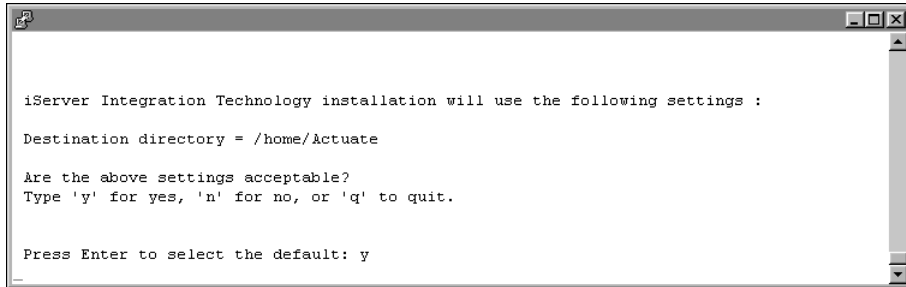 iServer Integration Technology installation will use the following settings :
Destination directory = /home/Actuate
Are the above settings acceptable?
Type 'y' for yes, 'n' for no, or 'q' to quit.
Press Enter to select the default: y